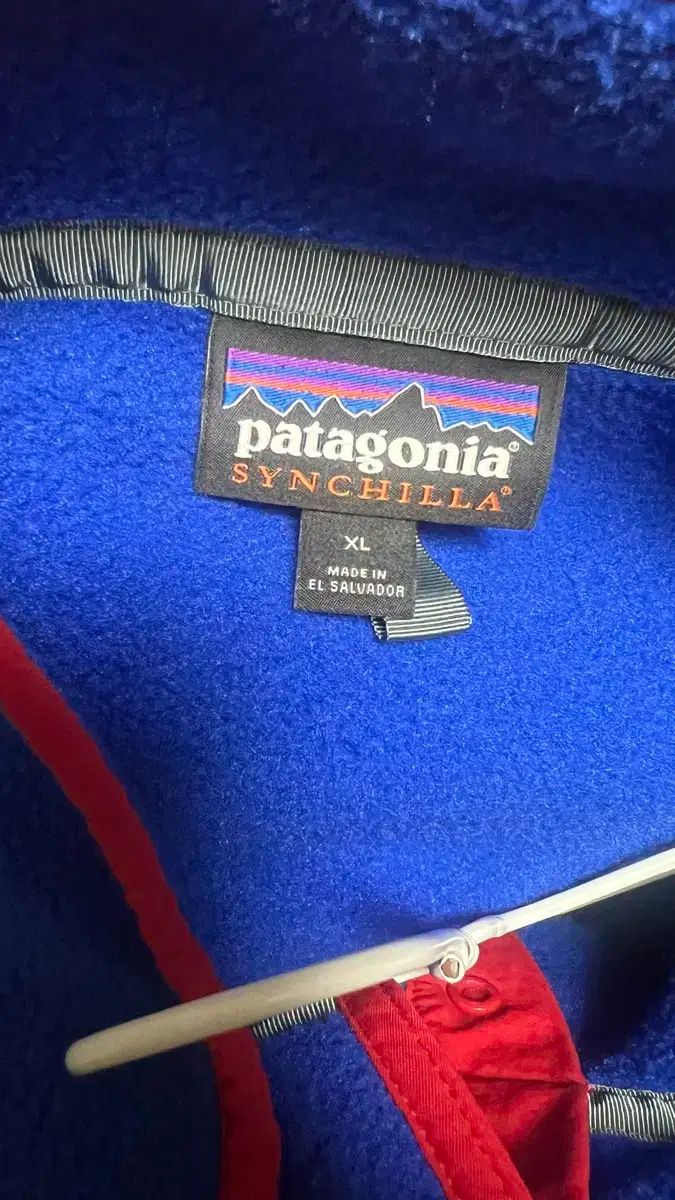 patagonia®
SYNCHILLA®
XL
MADE IN
EL SALVADOR